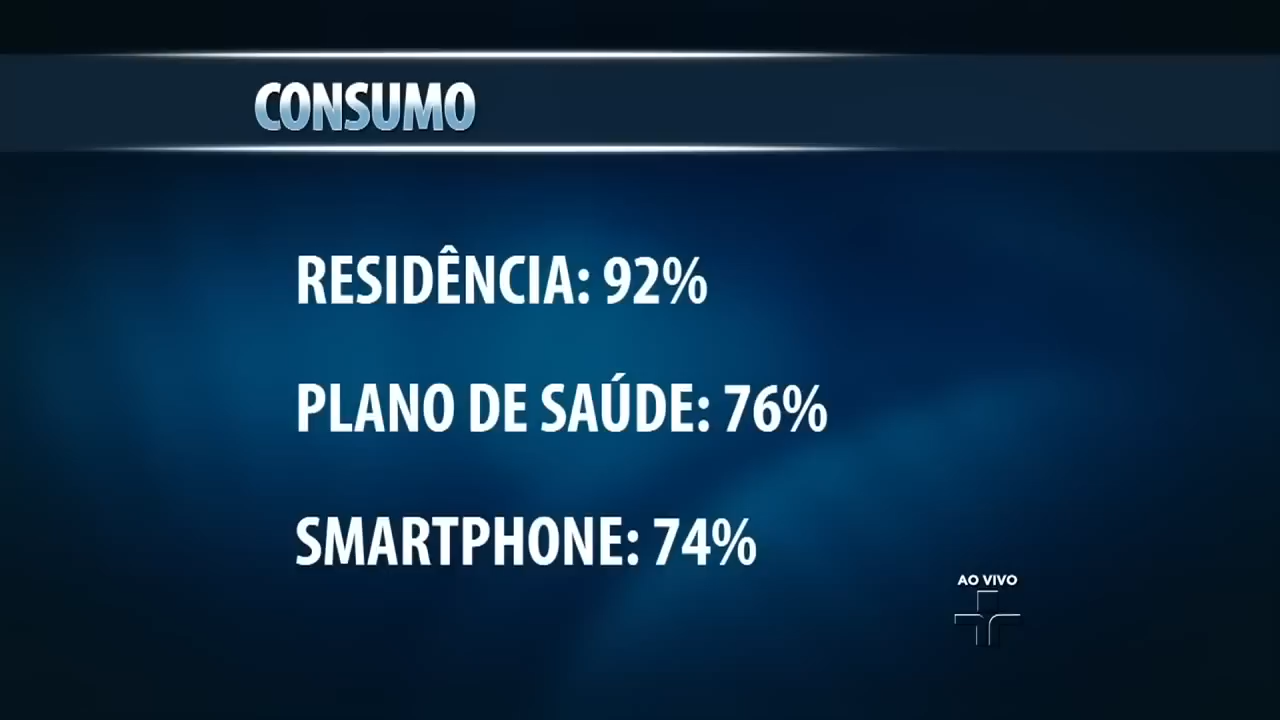 CONSUMO
RESIDÊNCIA: 92%
PLANO DE SAÚDE: 76%
SMARTPHONE: 74%
AO VIVO